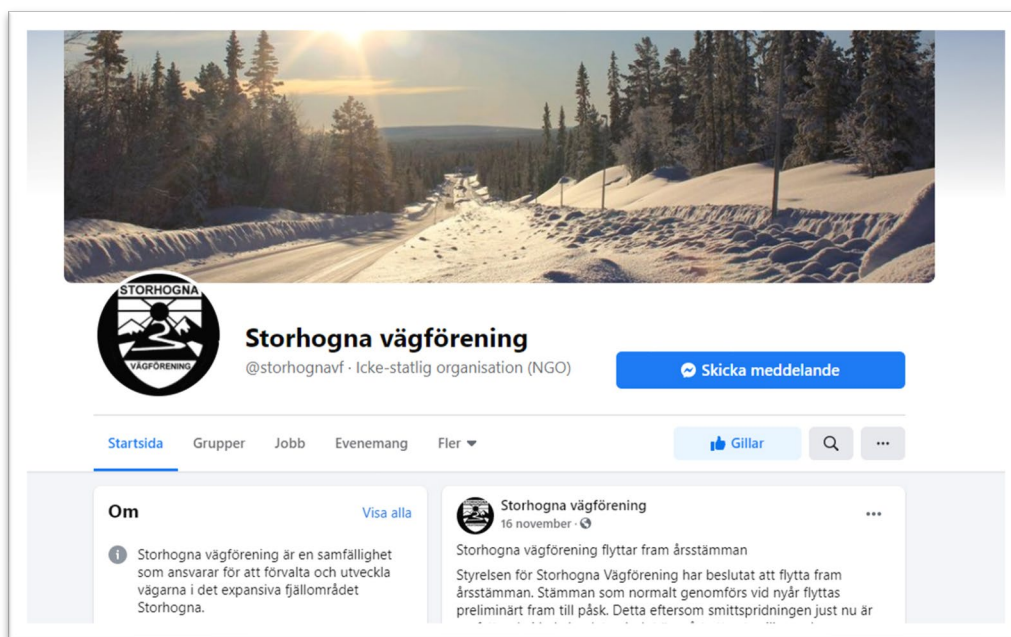 STORHOGNA
VÄGFÖRENING
Storhogna vägförening
@storhognavf · Icke-statlig organisation (NGO)
Skicka meddelande
Startsida Grupper Jobb Evenemang Fler
Gillar
Om Visa alla
Storhogna vägförening är en samfällighet
som ansvarar för att förvalta och utveckla
vägarna i det expansiva fjällområdet
Storhogna.
Storhogna vägförening
16 november ·
Storhogna vägförening flyttar fram årsstämman
Styrelsen för Storhogna Vägförening har beslutat att flytta fram
årsstämman. Stämman som normalt genomförs vid nyår flyttas
preliminärt fram till påsk. Detta eftersom smittspridningen just nu är